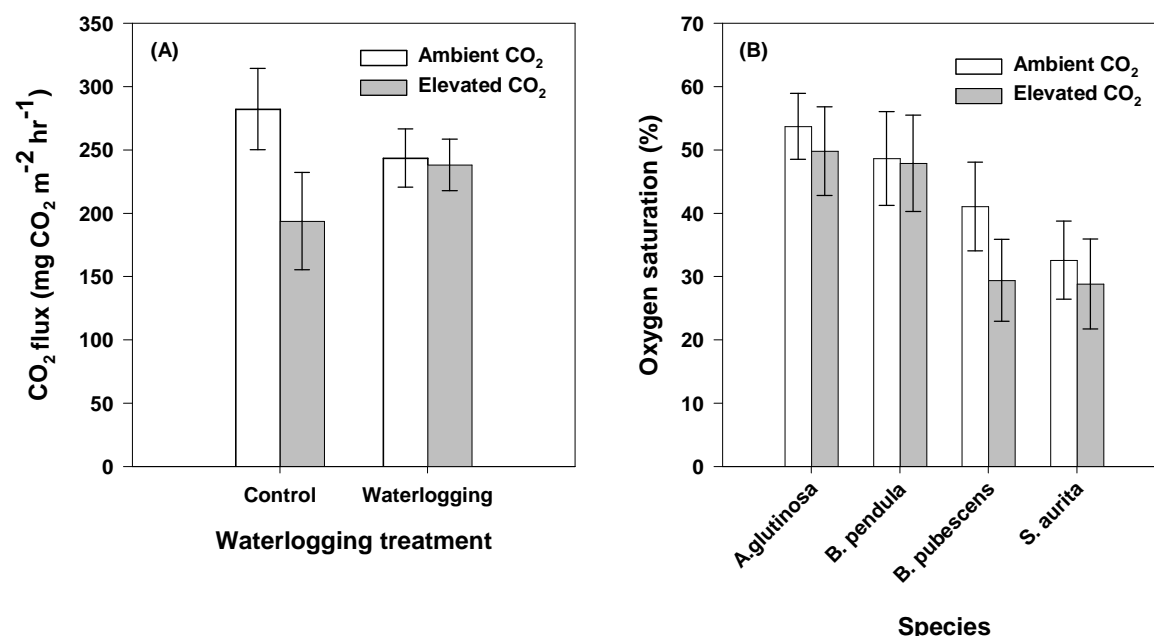 (A)
Ambient CO₂
Elevated CO₂
CO₂ flux (mg CO₂ m⁻² hr⁻¹)
350
300
250
200
150
100
50
0
Control Waterlogging
Waterlogging treatment
(B)
Ambient CO₂
Elevated CO₂
Oxygen saturation (%)
70
60
50
40
30
20
10
0
A.glutinosa
B. pendula
B. pubescens
S. aurita
Species